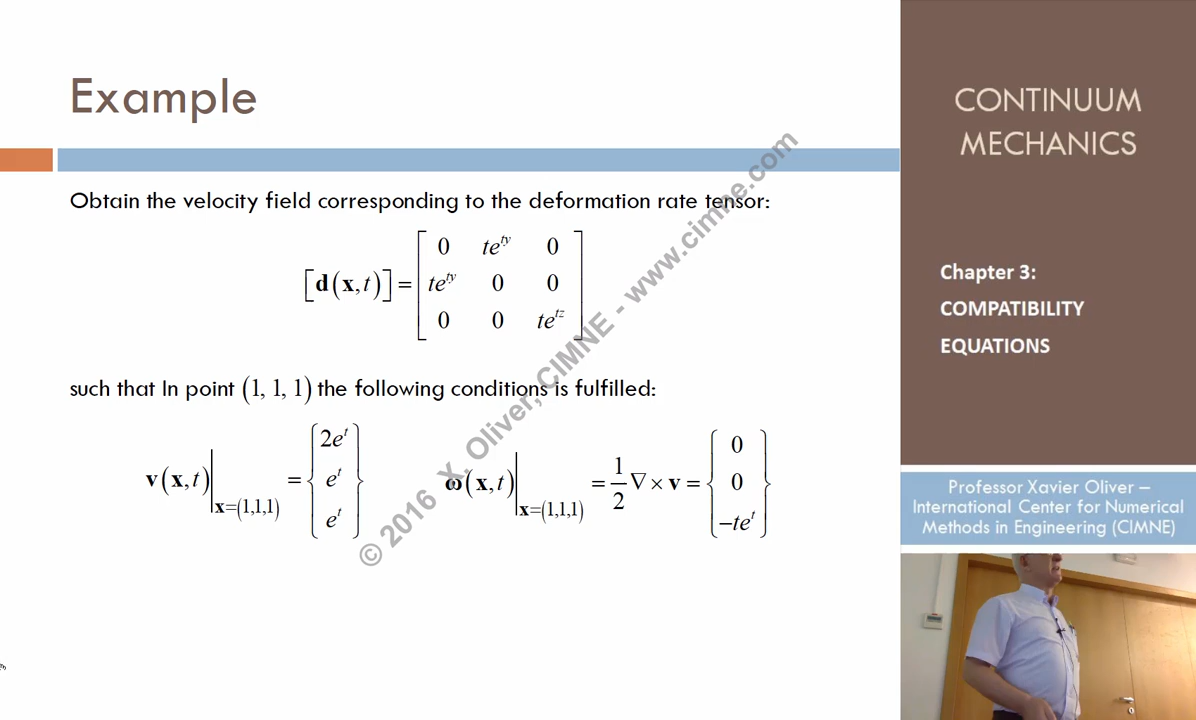 Example
Obtain the velocity field corresponding to the deformation rate tensor:
[d(x,t)] = [ 0 te^{ty} 0
te^{ty} 0 0
0 0 te^{tz} ]
such that In point (1, 1, 1) the following conditions is fulfilled:
v(x,t)|_{x=(1,1,1)} = { 2e^t
e^t
e^t }
ω(x,t)|_{x=(1,1,1)} = 1/2 ∇ × v = { 0
0
−te^t }
© 2016 X. Oliver, CIMNE - www.cimne.com
CONTINUUM
MECHANICS
Chapter 3:
COMPATIBILITY
EQUATIONS
Professor Xavier Oliver –
International Center for Numerical
Methods in Engineering (CIMNE)